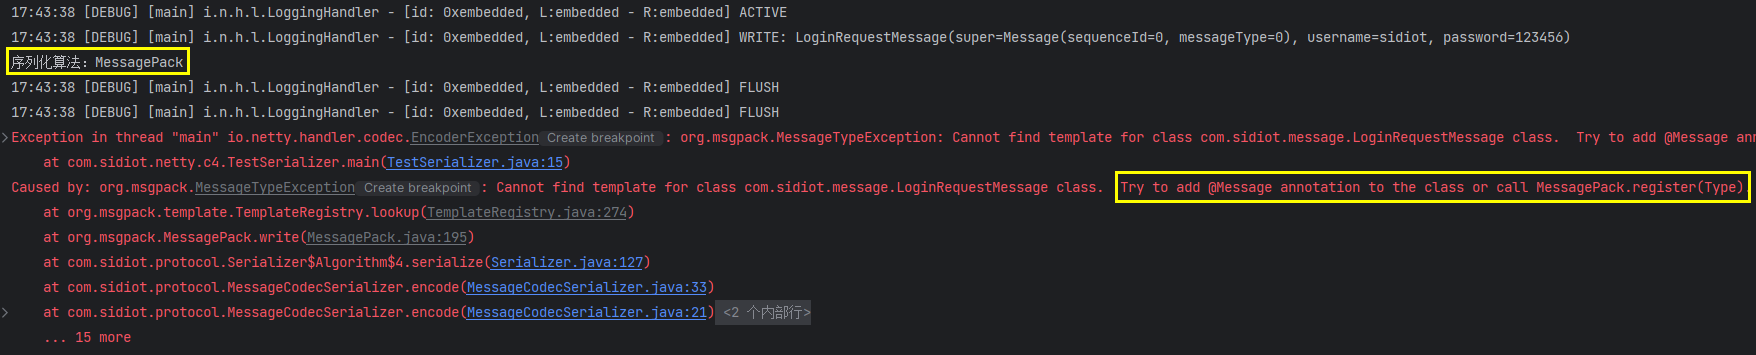 17:43:38 [DEBUG] [main] i.n.h.l.LoggingHandler - [id: 0xembedded, L:embedded - R:embedded] ACTIVE
17:43:38 [DEBUG] [main] i.n.h.l.LoggingHandler - [id: 0xembedded, L:embedded - R:embedded] WRITE: LoginRequestMessage(super=Message(sequenceId=0, messageType=0), username=sidiot, password=123456)
序列化算法：MessagePack
17:43:38 [DEBUG] [main] i.n.h.l.LoggingHandler - [id: 0xembedded, L:embedded - R:embedded] FLUSH
17:43:38 [DEBUG] [main] i.n.h.l.LoggingHandler - [id: 0xembedded, L:embedded - R:embedded] FLUSH
Exception in thread "main" io.netty.handler.codec.EncoderException Create breakpoint : org.msgpack.MessageTypeException: Cannot find template for class com.sidiot.message.LoginRequestMessage class.  Try to add @Message ann
at com.sidiot.netty.c4.TestSerializer.main(TestSerializer.java:15)
Caused by: org.msgpack.MessageTypeException Create breakpoint : Cannot find template for class com.sidiot.message.LoginRequestMessage class.  Try to add @Message annotation to the class or call MessagePack.register(Type).
at org.msgpack.template.TemplateRegistry.lookup(TemplateRegistry.java:274)
at org.msgpack.MessagePack.write(MessagePack.java:195)
at com.sidiot.protocol.Serializer$Algorithm$4.serialize(Serializer.java:127)
at com.sidiot.protocol.MessageCodecSerializer.encode(MessageCodecSerializer.java:33)
at com.sidiot.protocol.MessageCodecSerializer.encode(MessageCodecSerializer.java:21) <2 个内部行>
... 15 more